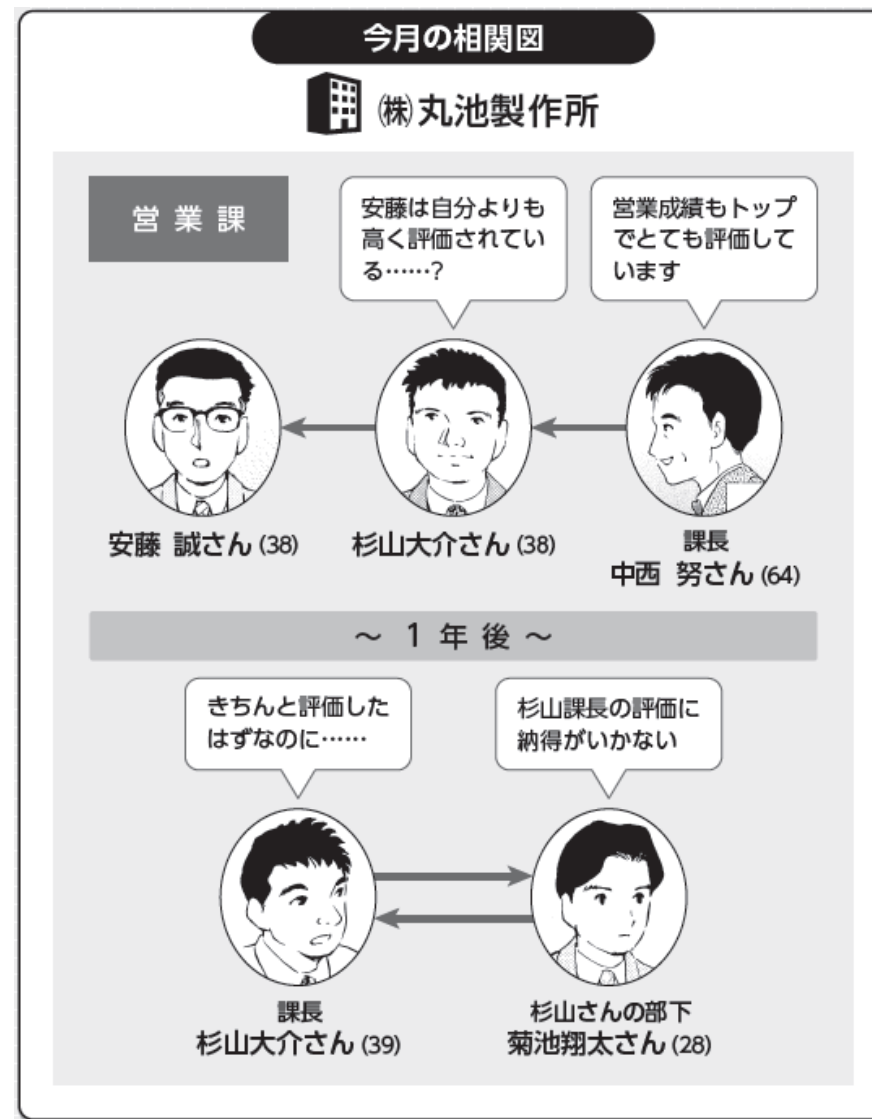 今月の相関図
㈱丸池製作所
営業課
安藤は自分よりも
高く評価されてい
る……?
営業成績もトップ
でとても評価して
います
安藤 誠さん(38)
杉山大介さん(38)
課長
中西 努さん(64)
～ 1 年 後 ～
きちんと評価した
はずなのに……
杉山課長の評価に
納得がいかない
課長
杉山大介さん(39)
杉山さんの部下
菊池翔太さん(28)